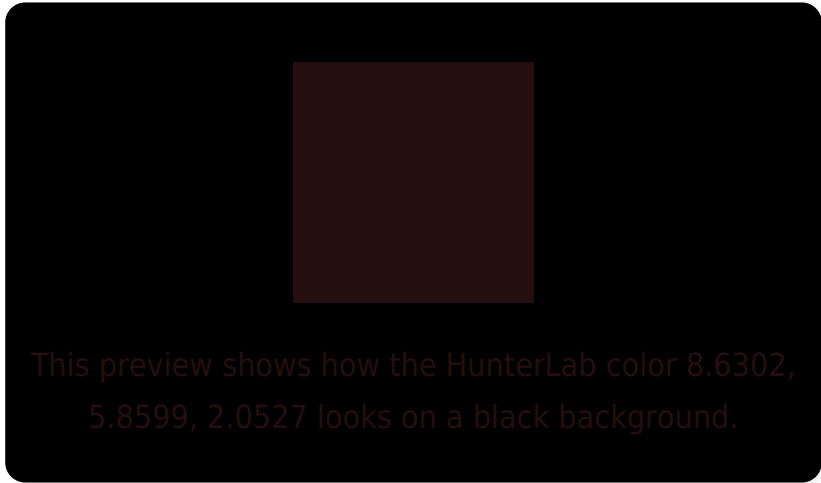 This preview shows how the HunterLab color 8.6302,
5.8599, 2.0527 looks on a black background.